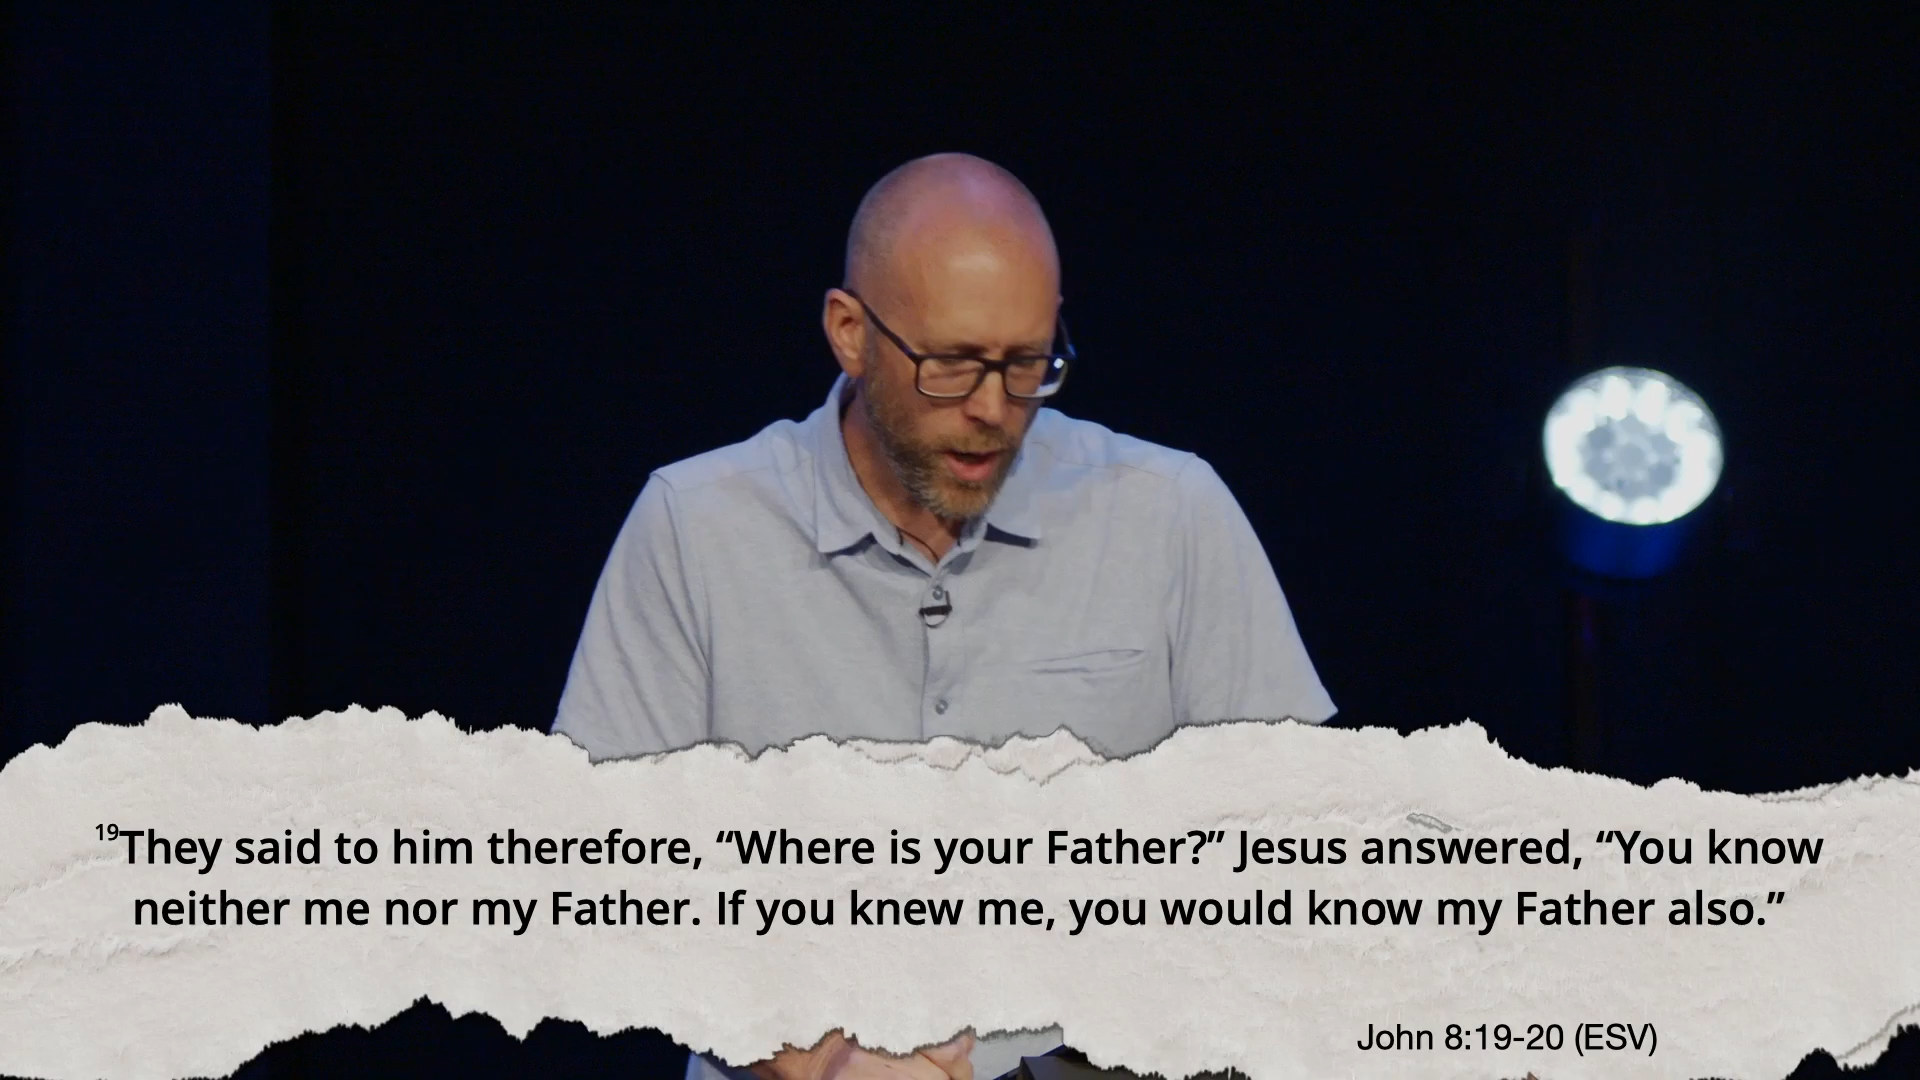 19They said to him therefore, “Where is your Father?” Jesus answered, “You know
neither me nor my Father. If you knew me, you would know my Father also.”
John 8:19-20 (ESV)